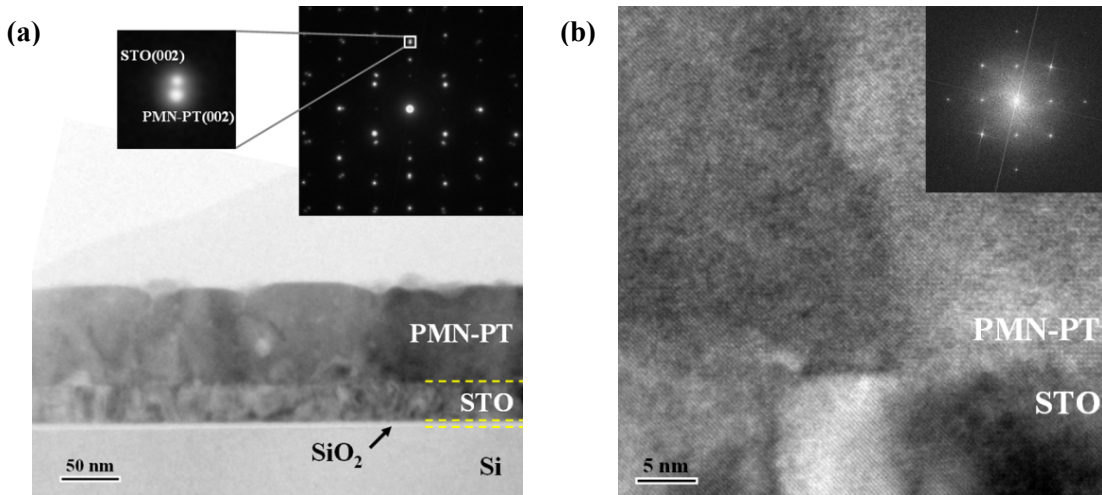 (a)
STO(002)
PMN-PT(002)
PMN-PT
STO
SiO₂
Si
50 nm
(b)
PMN-PT
STO
5 nm